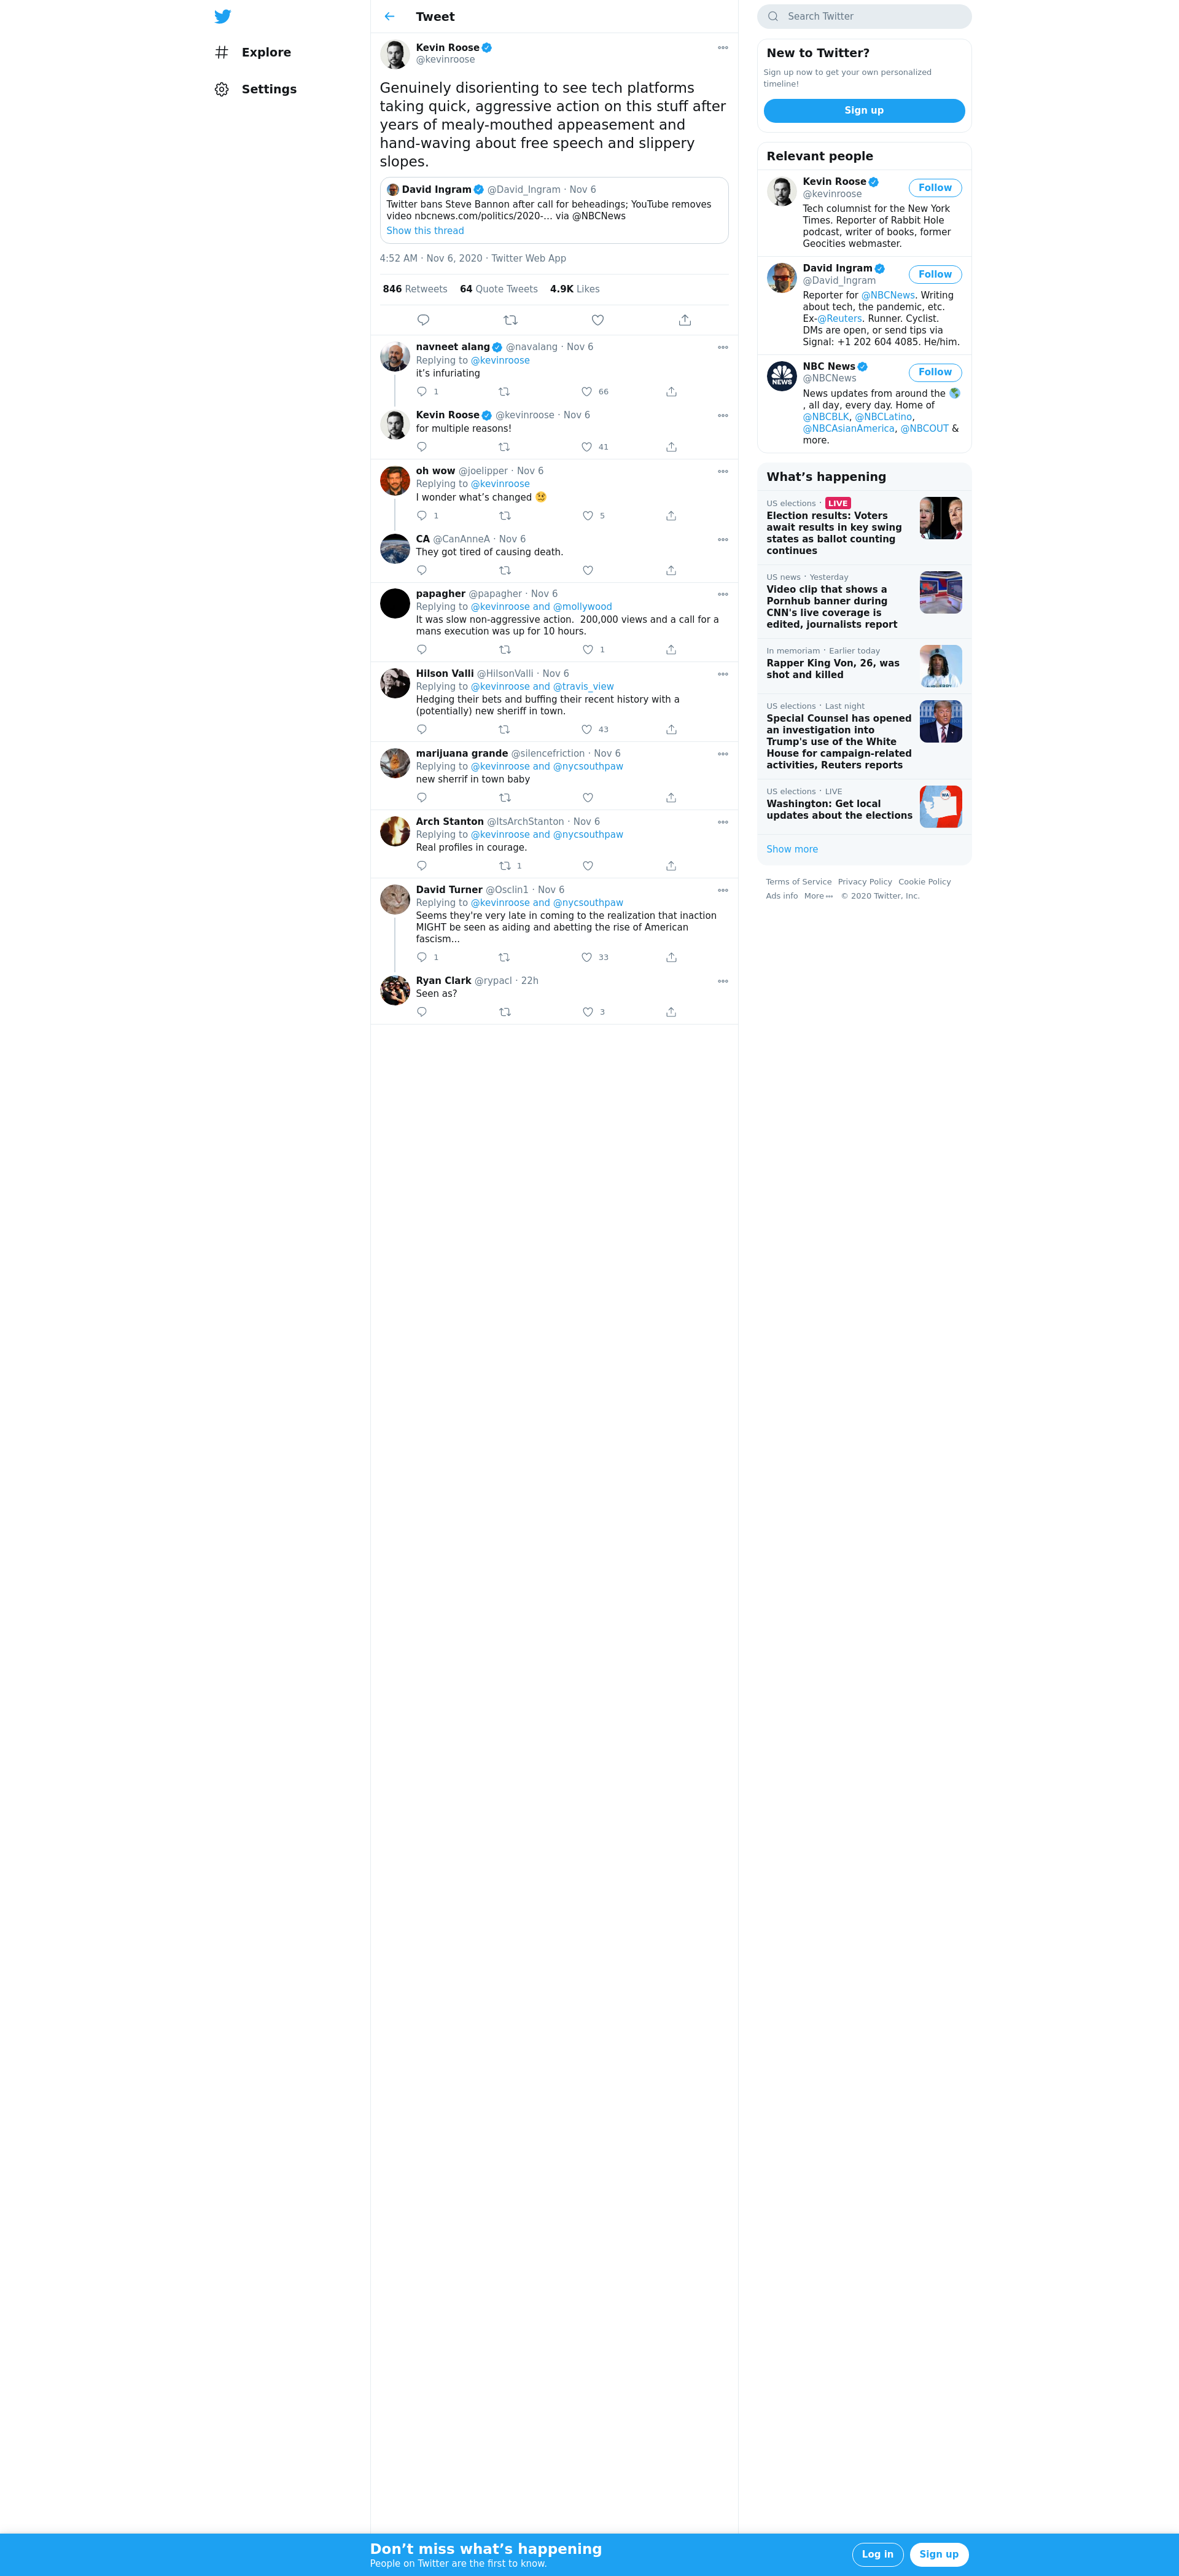 Explore
Settings
Tweet
Kevin Roose
@kevinroose
Genuinely disorienting to see tech platforms
taking quick, aggressive action on this stuff after
years of mealy-mouthed appeasement and
hand-waving about free speech and slippery
slopes.
David Ingram @David_Ingram · Nov 6
Twitter bans Steve Bannon after call for beheadings; YouTube removes
video nbcnews.com/politics/2020-… via @NBCNews
Show this thread
4:52 AM · Nov 6, 2020 · Twitter Web App
846 Retweets 64 Quote Tweets 4.9K Likes
navneet alang @navalang · Nov 6
Replying to @kevinroose
it’s infuriating
1 66
Kevin Roose @kevinroose · Nov 6
for multiple reasons!
41
oh wow @joelipper · Nov 6
Replying to @kevinroose
I wonder what’s changed
1 5
CA @CanAnneA · Nov 6
They got tired of causing death.
papagher @papagher · Nov 6
Replying to @kevinroose and @mollywood
It was slow non-aggressive action.  200,000 views and a call for a
mans execution was up for 10 hours.
1
Hilson Valli @HilsonValli · Nov 6
Replying to @kevinroose and @travis_view
Hedging their bets and buffing their recent history with a
(potentially) new sheriff in town.
43
marijuana grande @silencefriction · Nov 6
Replying to @kevinroose and @nycsouthpaw
new sherrif in town baby
Arch Stanton @ItsArchStanton · Nov 6
Replying to @kevinroose and @nycsouthpaw
Real profiles in courage.
1
David Turner @Osclin1 · Nov 6
Replying to @kevinroose and @nycsouthpaw
Seems they're very late in coming to the realization that inaction
MIGHT be seen as aiding and abetting the rise of American
fascism...
1 33
Ryan Clark @rypacl · 22h
Seen as?
3
Search Twitter
New to Twitter?
Sign up now to get your own personalized
timeline!
Sign up
Relevant people
Kevin Roose
@kevinroose
Follow
Tech columnist for the New York
Times. Reporter of Rabbit Hole
podcast, writer of books, former
Geocities webmaster.
David Ingram
@David_Ingram
Follow
Reporter for @NBCNews. Writing
about tech, the pandemic, etc.
Ex-@Reuters. Runner. Cyclist.
DMs are open, or send tips via
Signal: +1 202 604 4085. He/him.
NEWS
NBC News
@NBCNews
Follow
News updates from around the
, all day, every day. Home of
@NBCBLK, @NBCLatino,
@NBCAsianAmerica, @NBCOUT &
more.
What’s happening
US elections · LIVE
Election results: Voters
await results in key swing
states as ballot counting
continues
US news · Yesterday
Video clip that shows a
Pornhub banner during
CNN's live coverage is
edited, journalists report
In memoriam · Earlier today
Rapper King Von, 26, was
shot and killed
US elections · Last night
Special Counsel has opened
an investigation into
Trump's use of the White
House for campaign-related
activities, Reuters reports
US elections · LIVE
Washington: Get local
updates about the elections
WA
Show more
Terms of Service Privacy Policy Cookie Policy
Ads info More © 2020 Twitter, Inc.
Don’t miss what’s happening
People on Twitter are the first to know.
Log in
Sign up